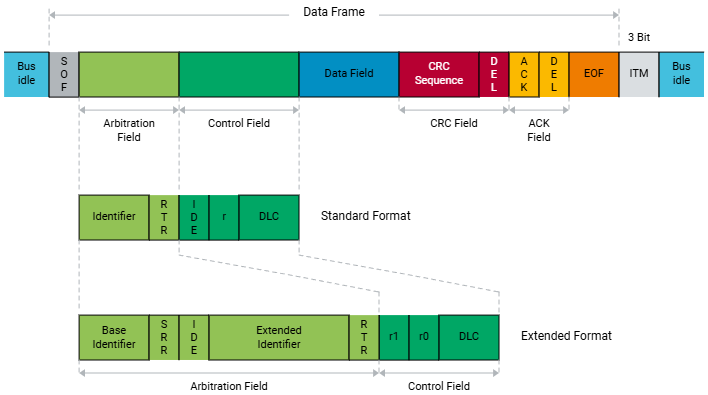 Data Frame
3 Bit
Bus
idle
SOF
Data Field
CRC
Sequence
DEL
ACK
DEL
EOF
ITM
Bus
idle
Arbitration
Field
Control Field
CRC Field
ACK
Field
Identifier
RTR
IDE
r
DLC
Standard Format
Base
Identifier
SRR
IDE
Extended
Identifier
RTR
r1
r0
DLC
Extended Format
Arbitration Field
Control Field